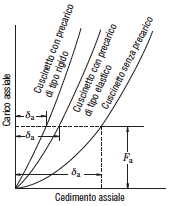 Cuscinetto con precarico
di tipo rigido
Cuscinetto con precarico
di tipo elastico
Cuscinetto senza precarico
Carico assiale
δa
δa
δa
Fa
Cedimento assiale